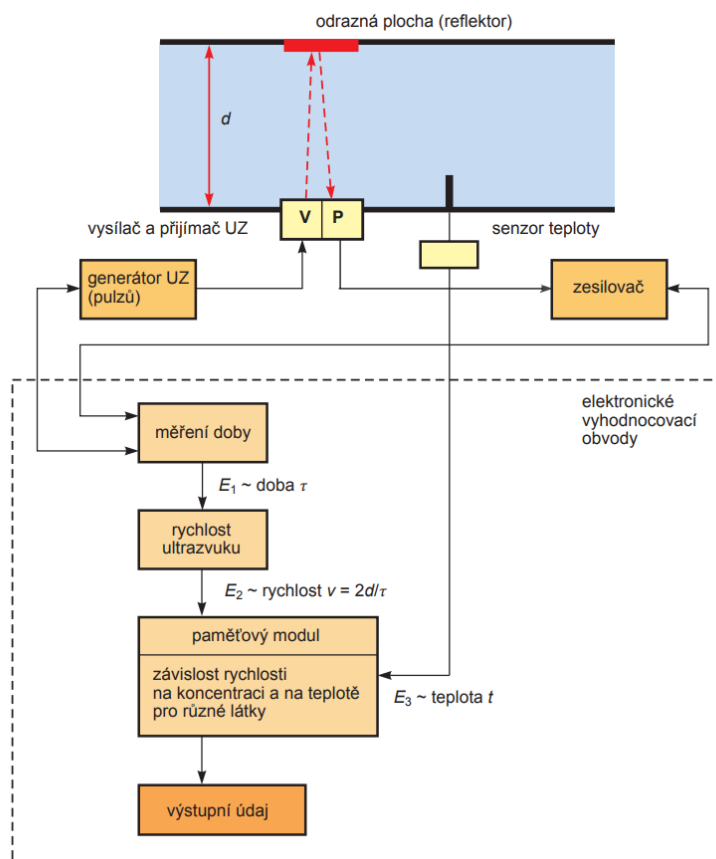 odrazná plocha (reflektor)
d
V P
vysílač a přijímač UZ
senzor teploty
generátor UZ
(pulzů)
zesilovač
elektronické
vyhodnocovací
obvody
měření doby
E₁ ~ doba τ
rychlost
ultrazvuku
E₂ ~ rychlost v = 2d/τ
paměťový modul
závislost rychlosti
na koncentraci a na teplotě
pro různé látky
E₃ ~ teplota t
výstupní údaj